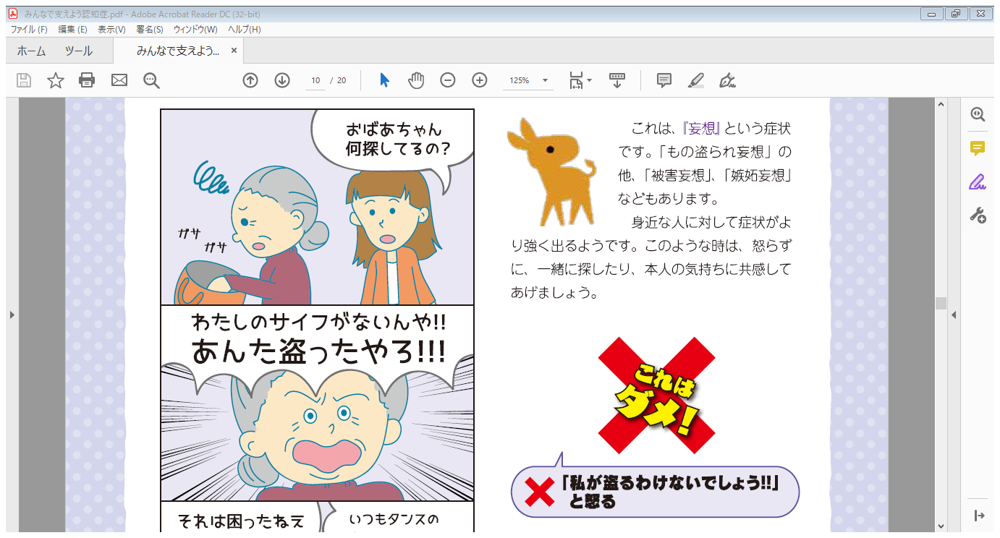 みんなで支えよう認知症.pdf - Adobe Acrobat Reader DC (32-bit)
ファイル (F) 編集 (E) 表示(V) 署名(S) ウィンドウ(W) ヘルプ(H)
ホーム ツール みんなで支えよう... ×
10 / 20 125%
おばあちゃん
何探してるの?
ガサ
ガサ
わたしのサイフがないんや!!
あんた盗ったやろ!!!
それは困ったねえ
いつもタンスの
これは、『妄想』という症状
です。「もの盗られ妄想」の
他、「被害妄想」、「嫉妬妄想」
などもあります。
身近な人に対して症状がよ
り強く出るようです。このような時は、怒らず
に、一緒に探したり、本人の気持ちに共感して
あげましょう。
これは
ダメ!
「私が盗るわけないでしょう!!」
と怒る